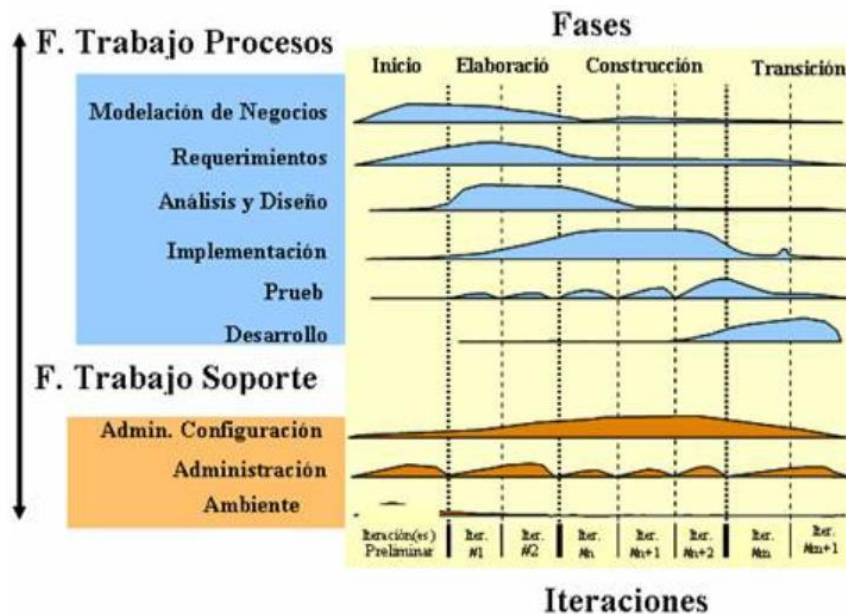 Fases
F. Trabajo Procesos
Inicio Elaboració Construcción Transición
Modelación de Negocios
Requerimientos
Análisis y Diseño
Implementación
Prueb
Desarrollo
F. Trabajo Soporte
Admin. Configuración
Administración
Ambiente
Iteración(es) Preliminar
Iter. #1
Iter. #2
Iter.
Iter.
Iter.
Iter.
Iter.
Iteraciones